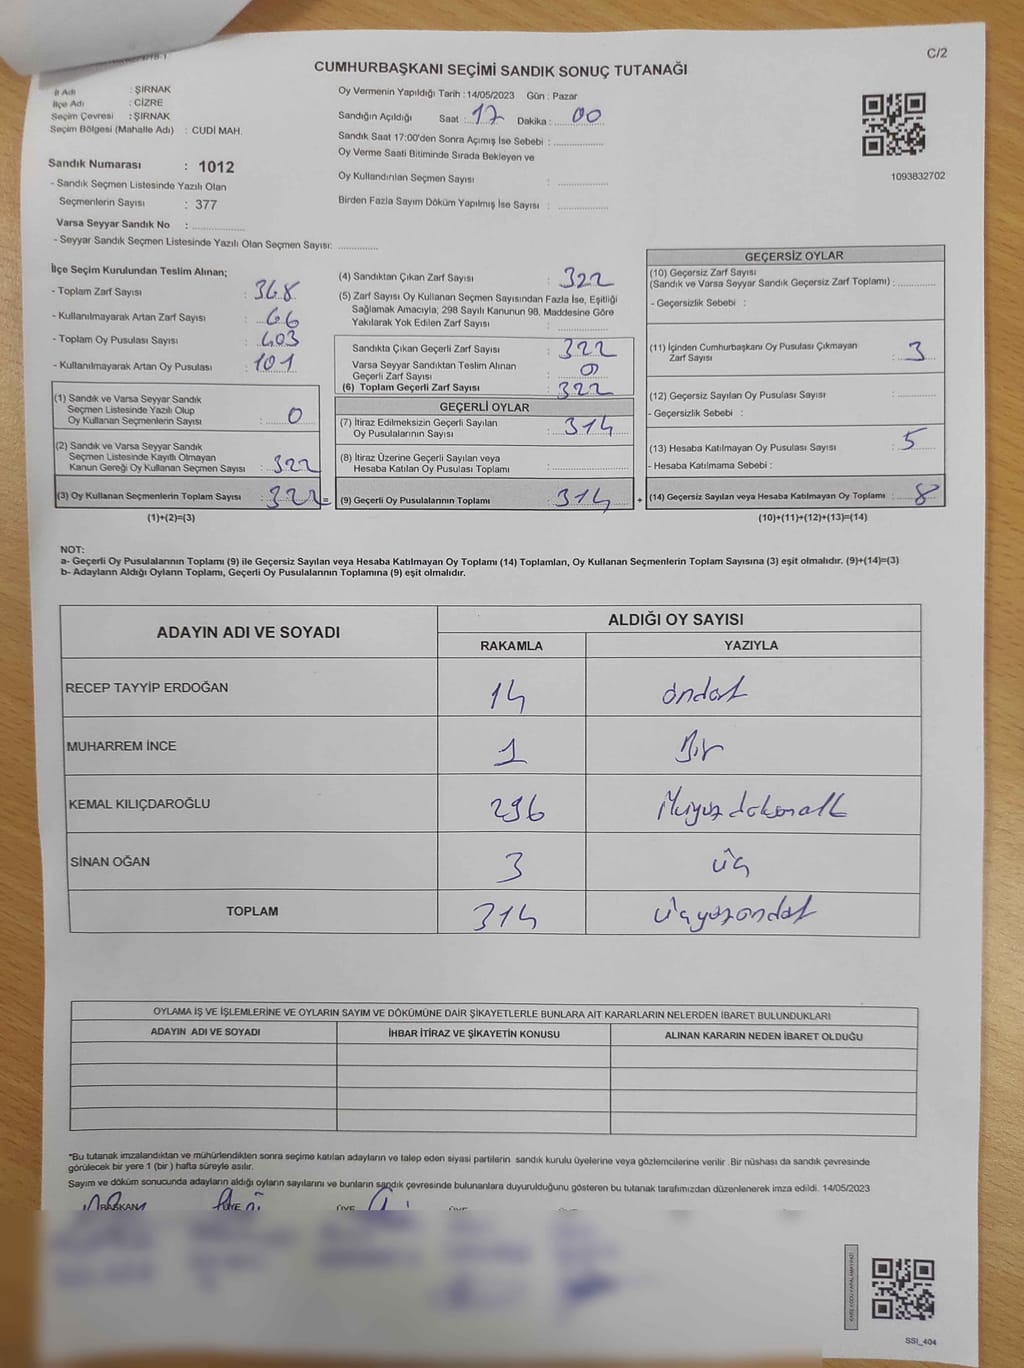 C/2
CUMHURBAŞKANI SEÇİMİ SANDIK SONUÇ TUTANAĞI
İl Adı : ŞIRNAK
İlçe Adı : CİZRE
Seçim Çevresi : ŞIRNAK
Seçim Bölgesi (Mahalle Adı) : CUDİ MAH.
Sandık Numarası : 1012
- Sandık Seçmen Listesinde Yazılı Olan
Seçmenlerin Sayısı : 377
Varsa Seyyar Sandık No : ................
- Seyyar Sandık Seçmen Listesinde Yazılı Olan Seçmen Sayısı: ............
Oy Vermenin Yapıldığı Tarih : 14/05/2023 Gün : Pazar
Sandığın Açıldığı Saat : 17 Dakika : 00
Sandık Saat 17:00'den Sonra Açımış İse Sebebi : ...............
Oy Verme Saati Bitiminde Sırada Bekleyen ve
Oy Kullandırılan Seçmen Sayısı : ...............
Birden Fazla Sayım Döküm Yapılmış İse Sayısı : ...............
1093832702
İlçe Seçim Kurulundan Teslim Alınan;
- Toplam Zarf Sayısı : 368
- Kullanılmayarak Artan Zarf Sayısı : 66
- Toplam Oy Pusulası Sayısı : 403
- Kullanılmayarak Artan Oy Pusulası : 101
(1) Sandık ve Varsa Seyyar Sandık
Seçmen Listesinde Yazılı Olup
Oy Kullanan Seçmenlerin Sayısı : 0
(2) Sandık ve Varsa Seyyar Sandık
Seçmen Listesinde Kayıtlı Olmayan
Kanun Gereği Oy Kullanan Seçmen Sayısı : 322
(3) Oy Kullanan Seçmenlerin Toplam Sayısı : 322 =
(1)+(2)=(3)
(4) Sandıktan Çıkan Zarf Sayısı : 322
(5) Zarf Sayısı Oy Kullanan Seçmen Sayısından Fazla İse, Eşitliği
Sağlamak Amacıyla; 298 Sayılı Kanunun 98. Maddesine Göre
Yakılarak Yok Edilen Zarf Sayısı : ...............
Sandıkta Çıkan Geçerli Zarf Sayısı : 322
Varsa Seyyar Sandıktan Teslim Alınan
Geçerli Zarf Sayısı : 0
(6) Toplam Geçerli Zarf Sayısı : 322
GEÇERLİ OYLAR
(7) İtiraz Edilmeksizin Geçerli Sayılan
Oy Pusulalarının Sayısı : 314
(8) İtiraz Üzerine Geçerli Sayılan veya
Hesaba Katılan Oy Pusulası Toplamı : ...............
(9) Geçerli Oy Pusulalarının Toplamı : 314 +
GEÇERSİZ OYLAR
(10) Geçersiz Zarf Sayısı
(Sandık ve Varsa Seyyar Sandık Geçersiz Zarf Toplamı) : ............
- Geçersizlik Sebebi :
(11) İçinden Cumhurbaşkanı Oy Pusulası Çıkmayan
Zarf Sayısı : 3
(12) Geçersiz Sayılan Oy Pusulası Sayısı : ............
- Geçersizlik Sebebi :
(13) Hesaba Katılmayan Oy Pusulası Sayısı : 5
- Hesaba Katılmama Sebebi :
(14) Geçersiz Sayılan veya Hesaba Katılmayan Oy Toplamı : 8
(10)+(11)+(12)+(13)=(14)
NOT:
a- Geçerli Oy Pusulalarının Toplamı (9) ile Geçersiz Sayılan veya Hesaba Katılmayan Oy Toplamı (14) Toplamları, Oy Kullanan Seçmenlerin Toplam Sayısına (3) eşit olmalıdır. (9)+(14)=(3)
b- Adayların Aldığı Oyların Toplamı, Geçerli Oy Pusulalarının Toplamına (9) eşit olmalıdır.
ADAYIN ADI VE SOYADI ALDIĞI OY SAYISI
RAKAMLA YAZIYLA
RECEP TAYYİP ERDOĞAN 14 ondört
MUHARREM İNCE 1 Bir
KEMAL KILIÇDAROĞLU 296 ikiyüzdoksanaltı
SİNAN OĞAN 3 üç
TOPLAM 314 üçyüzondört
OYLAMA İŞ VE İŞLEMLERİNE VE OYLARIN SAYIM VE DÖKÜMÜNE DAİR ŞİKAYETLERLE BUNLARA AİT KARARLARIN NELERDEN İBARET BULUNDUKLARI
ADAYIN ADI VE SOYADI İHBAR İTİRAZ VE ŞİKAYETİN KONUSU ALINAN KARARIN NEDEN İBARET OLDUĞU
*Bu tutanak imzalandıktan ve mühürlendikten sonra seçime katılan adayların ve talep eden siyasi partilerin sandık kurulu üyelerine veya gözlemcilerine verilir .Bir nüshası da sandık çevresinde
görülecek bir yere 1 (bir ) hafta süreyle asılır.
Sayım ve döküm sonucunda adayların aldığı oyların sayılarını ve bunların sandık çevresinde bulunanlara duyurulduğunu gösteren bu tutanak tarafımızdan düzenlenerek imza edildi. 14/05/2023
BAŞKAN ÜYE ÜYE ÜYE
SSI_404